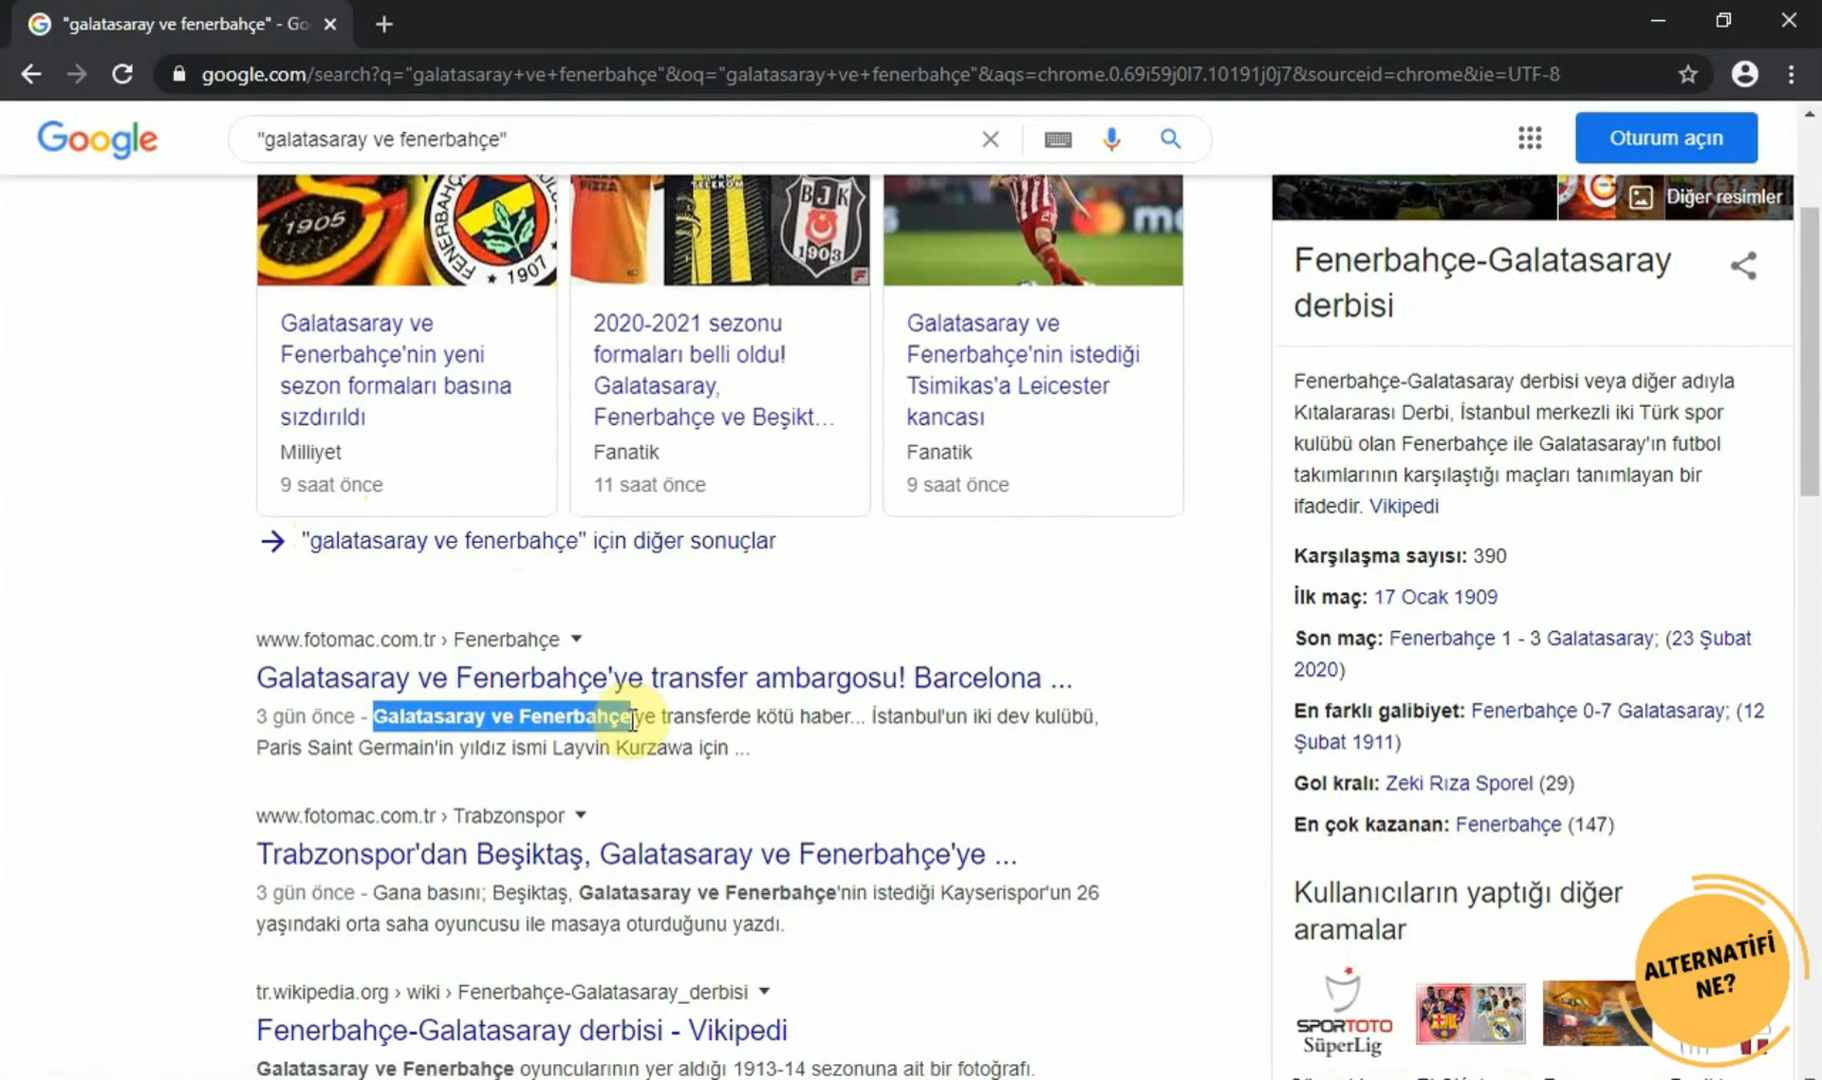 "galatasaray ve fenerbahçe" - Go
google.com/search?q="galatasaray+ve+fenerbahçe"&oq="galatasaray+ve+fenerbahçe"&aqs=chrome.0.69i59j0l7.10191j0j7&sourceid=chrome&ie=UTF-8
Google
"galatasaray ve fenerbahçe"
Oturum açın
1905
FENERBAHÇE
1907
PIZZA
TELEKOM
BJK
1903
Diğer resimler
Galatasaray ve
Fenerbahçe'nin yeni
sezon formaları basına
sızdırıldı
Milliyet
9 saat önce
2020-2021 sezonu
formaları belli oldu!
Galatasaray,
Fenerbahçe ve Beşikt...
Fanatik
11 saat önce
Galatasaray ve
Fenerbahçe'nin istediği
Tsimikas'a Leicester
kancası
Fanatik
9 saat önce
"galatasaray ve fenerbahçe" için diğer sonuçlar
www.fotomac.com.tr › Fenerbahçe
Galatasaray ve Fenerbahçe'ye transfer ambargosu! Barcelona ...
3 gün önce - Galatasaray ve Fenerbahçe'ye transferde kötü haber... İstanbul'un iki dev kulübü,
Paris Saint Germain'in yıldız ismi Layvin Kurzawa için ...
www.fotomac.com.tr › Trabzonspor
Trabzonspor'dan Beşiktaş, Galatasaray ve Fenerbahçe'ye ...
3 gün önce - Gana basını; Beşiktaş, Galatasaray ve Fenerbahçe'nin istediği Kayserispor'un 26
yaşındaki orta saha oyuncusu ile masaya oturduğunu yazdı.
tr.wikipedia.org › wiki › Fenerbahçe-Galatasaray_derbisi
Fenerbahçe-Galatasaray derbisi - Vikipedi
Galatasaray ve Fenerbahçe oyuncularının yer aldığı 1913-14 sezonuna ait bir fotoğrafı.
Fenerbahçe-Galatasaray
derbisi
Fenerbahçe-Galatasaray derbisi veya diğer adıyla
Kıtalararası Derbi, İstanbul merkezli iki Türk spor
kulübü olan Fenerbahçe ile Galatasaray'ın futbol
takımlarının karşılaştığı maçları tanımlayan bir
ifadedir. Vikipedi
Karşılaşma sayısı: 390
İlk maç: 17 Ocak 1909
Son maç: Fenerbahçe 1 - 3 Galatasaray; (23 Şubat
2020)
En farklı galibiyet: Fenerbahçe 0-7 Galatasaray; (12
Şubat 1911)
Gol kralı: Zeki Rıza Sporel (29)
En çok kazanan: Fenerbahçe (147)
Kullanıcıların yaptığı diğer
aramalar
SPORTOTO
SüperLig
ALTERNATİFİ
NE?